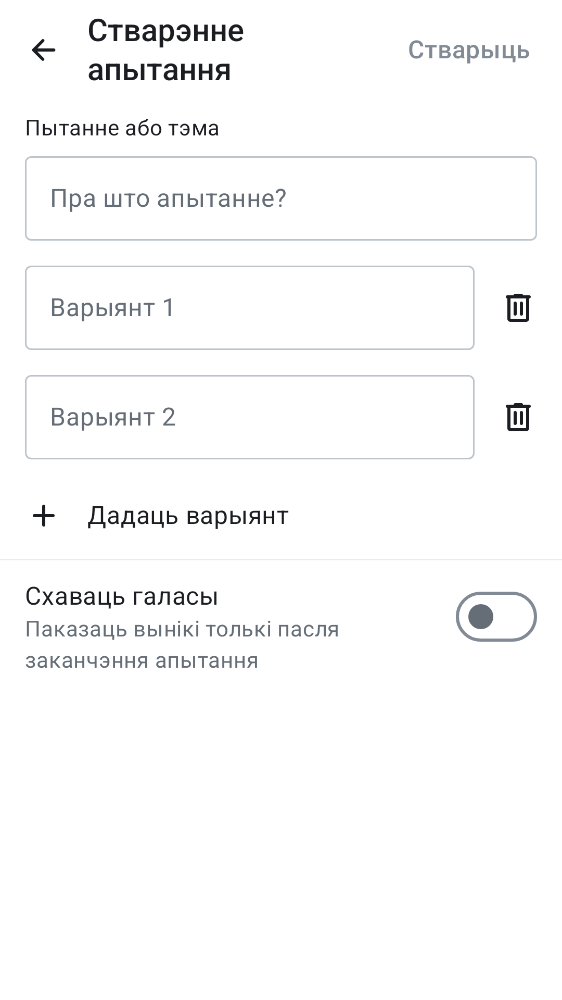 Стварэнне
апытання
Стварыць
Пытанне або тэма
Пра што апытанне?
Варыянт 1
Варыянт 2
Дадаць варыянт
Схаваць галасы
Паказаць вынікі толькі пасля
заканчэння апытання